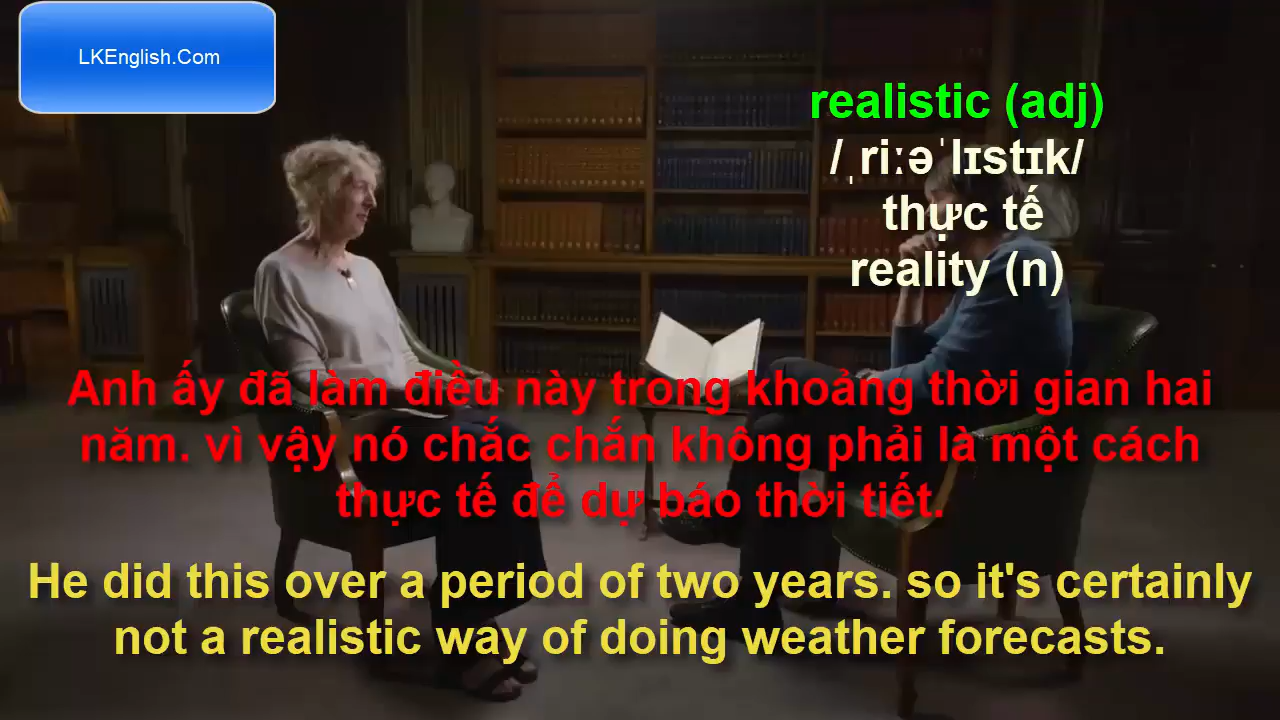 LKEnglish.Com
realistic (adj)
/ˌriːəˈlɪstɪk/
thực tế
reality (n)
Anh ấy đã làm điều này trong khoảng thời gian hai
năm. vì vậy nó chắc chắn không phải là một cách
thực tế để dự báo thời tiết.
He did this over a period of two years. so it's certainly
not a realistic way of doing weather forecasts.